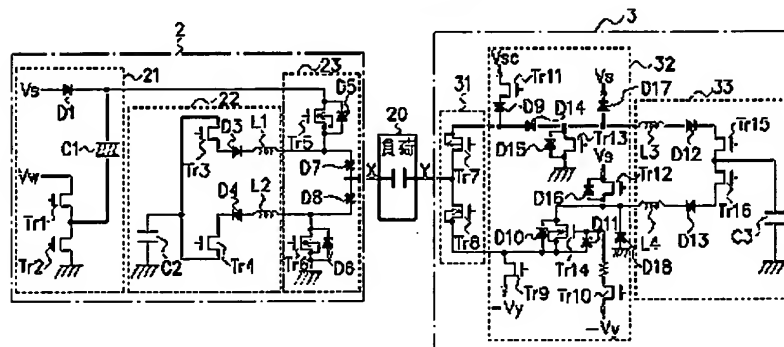 2
3
21
22
23
31
32
33
Vs
D1
C1
Vw
Tr1
Tr2
C2
Tr3
D3
L1
D4
L2
Tr4
D5
Tr5
D7
D8
Tr6
D6
X
20
負荷
Y
Tr7
Tr8
Vsc
Tr11
D9
D14
Vs
D17
D15
Tr13
Vs
D16
Tr12
D10
D11
Tr14
D18
Tr9
-Vy
Tr10
-Vv
L3
D12
Tr15
Tr16
L4
D13
C3